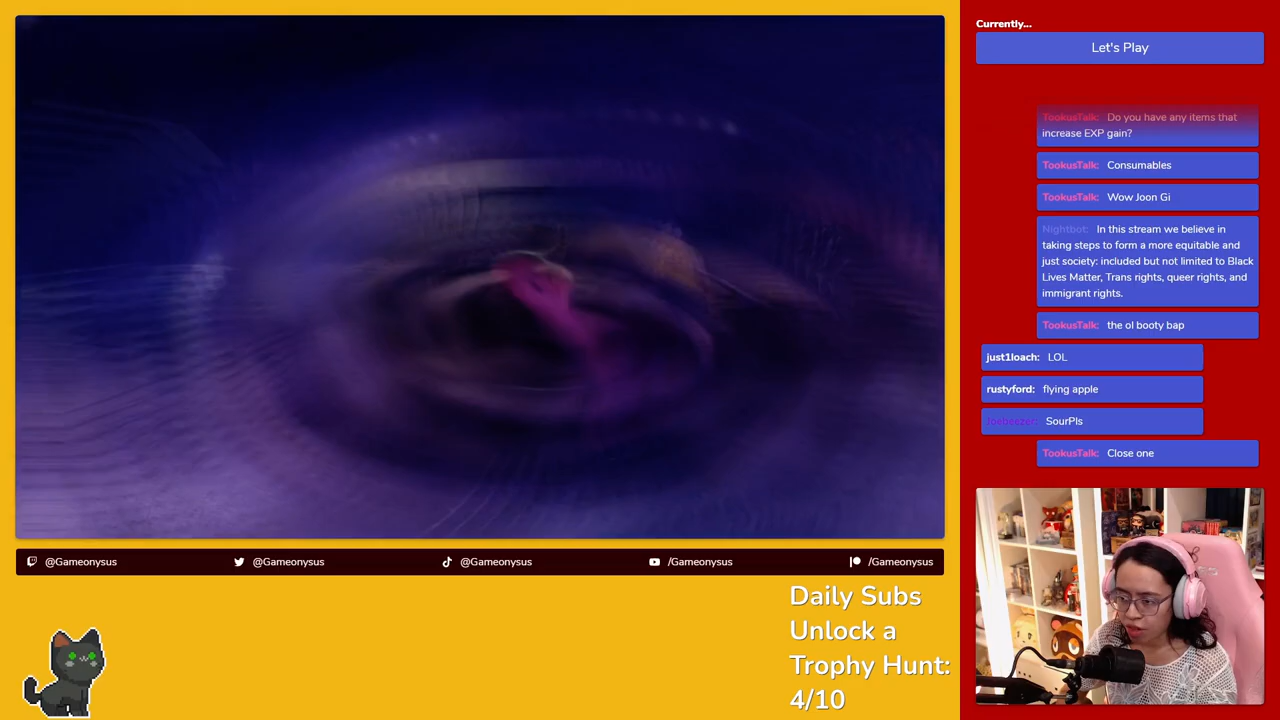 Currently...
Let's Play
TookusTalk: Do you have any items that
increase EXP gain?
TookusTalk: Consumables
TookusTalk: Wow Joon Gi
Nightbot: In this stream we believe in
taking steps to form a more equitable and
just society: included but not limited to Black
Lives Matter, Trans rights, queer rights, and
immigrant rights.
TookusTalk: the ol booty bap
just1loach: LOL
rustyford: flying apple
Joebeezer: SourPls
TookusTalk: Close one
@Gameonysus
@Gameonysus
@Gameonysus
/Gameonysus
/Gameonysus
Daily Subs
Unlock a
Trophy Hunt:
4/10